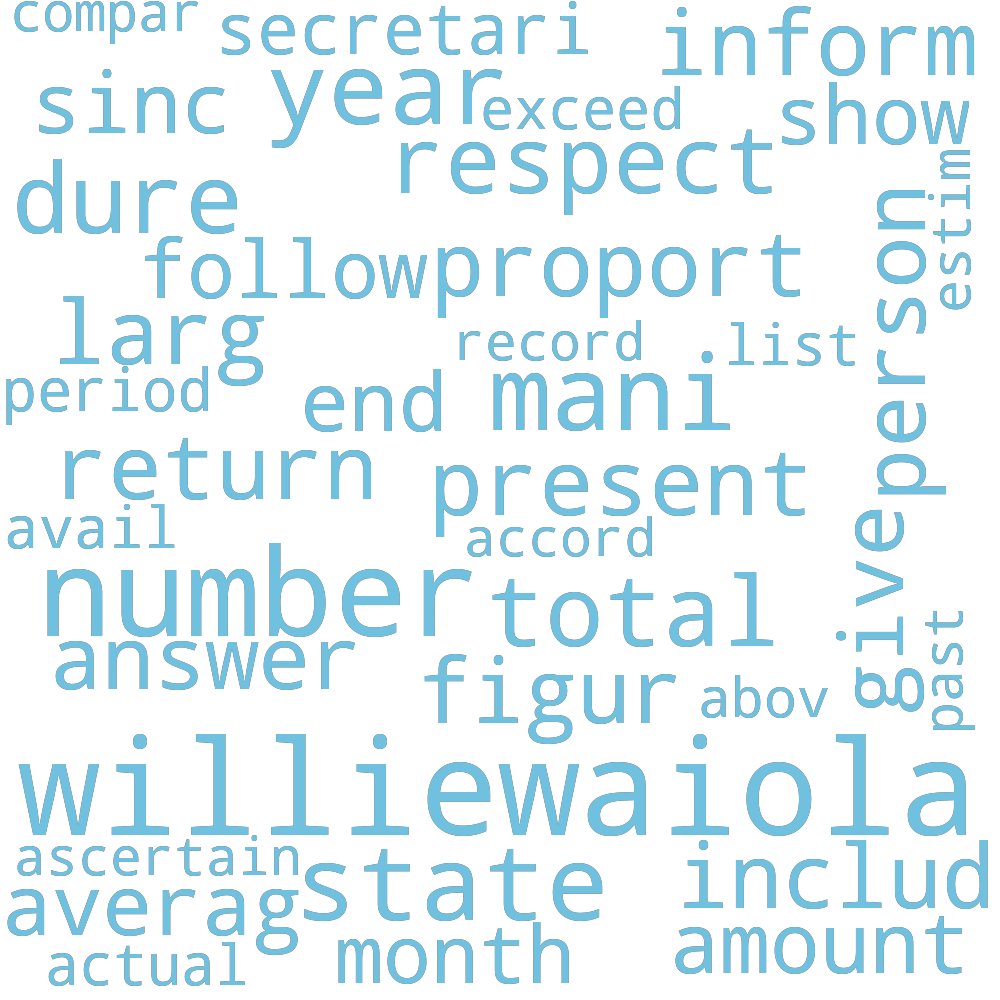 compar
secretari
inform
sinc
year
exceed
show
respect
dure
estim
person
follow
proport
larg
record
list
period
end
mani
return
present
avail
accord
give
number
total
past
answer
figur
abov
williewaiola
ascertain
state
includ
averag
actual
month
amount